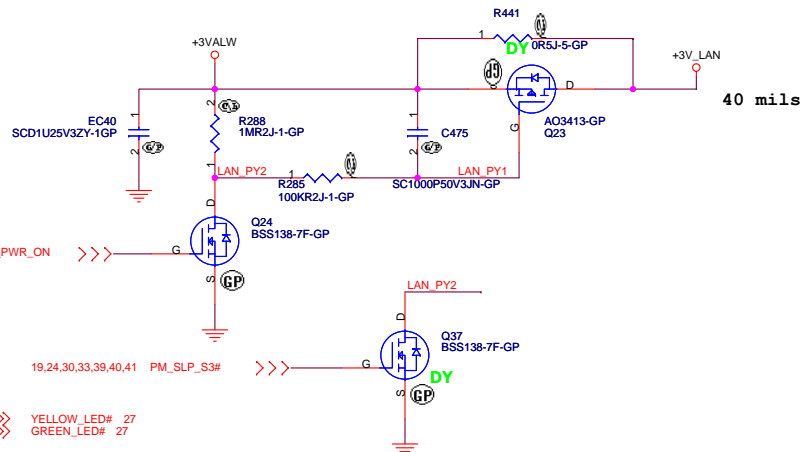 R441
1
DY
0R5J-5-GP
+3VALW
+3V_LAN
D
40 mils
AO3413-GP
Q23
G
EC40
SCD1U25V3ZY-1GP
1
2
2
R288
1MR2J-1-GP
1
1
C475
2
LAN_PY2
1
R285
100KR2J-1-GP
LAN_PY1
SC1000P50V3JN-GP
D
Q24
BSS138-7F-GP
PWR_ON
G
S
GP
LAN_PY2
D
Q37
BSS138-7F-GP
19,24,30,33,39,40,41 PM_SLP_S3#
G
DY
S
GP
YELLOW_LED# 27
GREEN_LED# 27